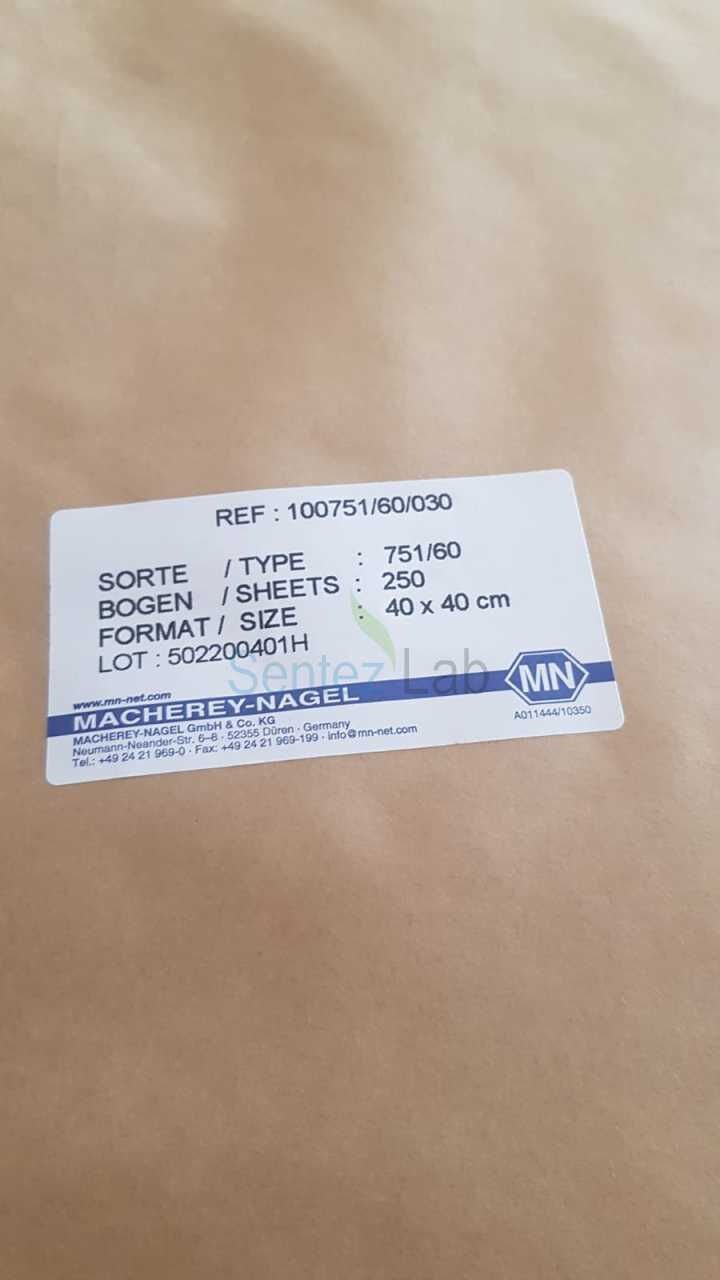 REF : 100751/60/030
SORTE / TYPE : 751/60
BOGEN / SHEETS : 250
FORMAT / SIZE : 40 x 40 cm
LOT : 502200401H
Sentez Lab
www.mn-net.com
MACHEREY-NAGEL
MN
MACHEREY-NAGEL GmbH & Co. KG
Neumann-Neander-Str. 6–8 · 52355 Düren · Germany
Tel.: +49 24 21 969-0 · Fax: +49 24 21 969-199 · info@mn-net.com
A011444/10350